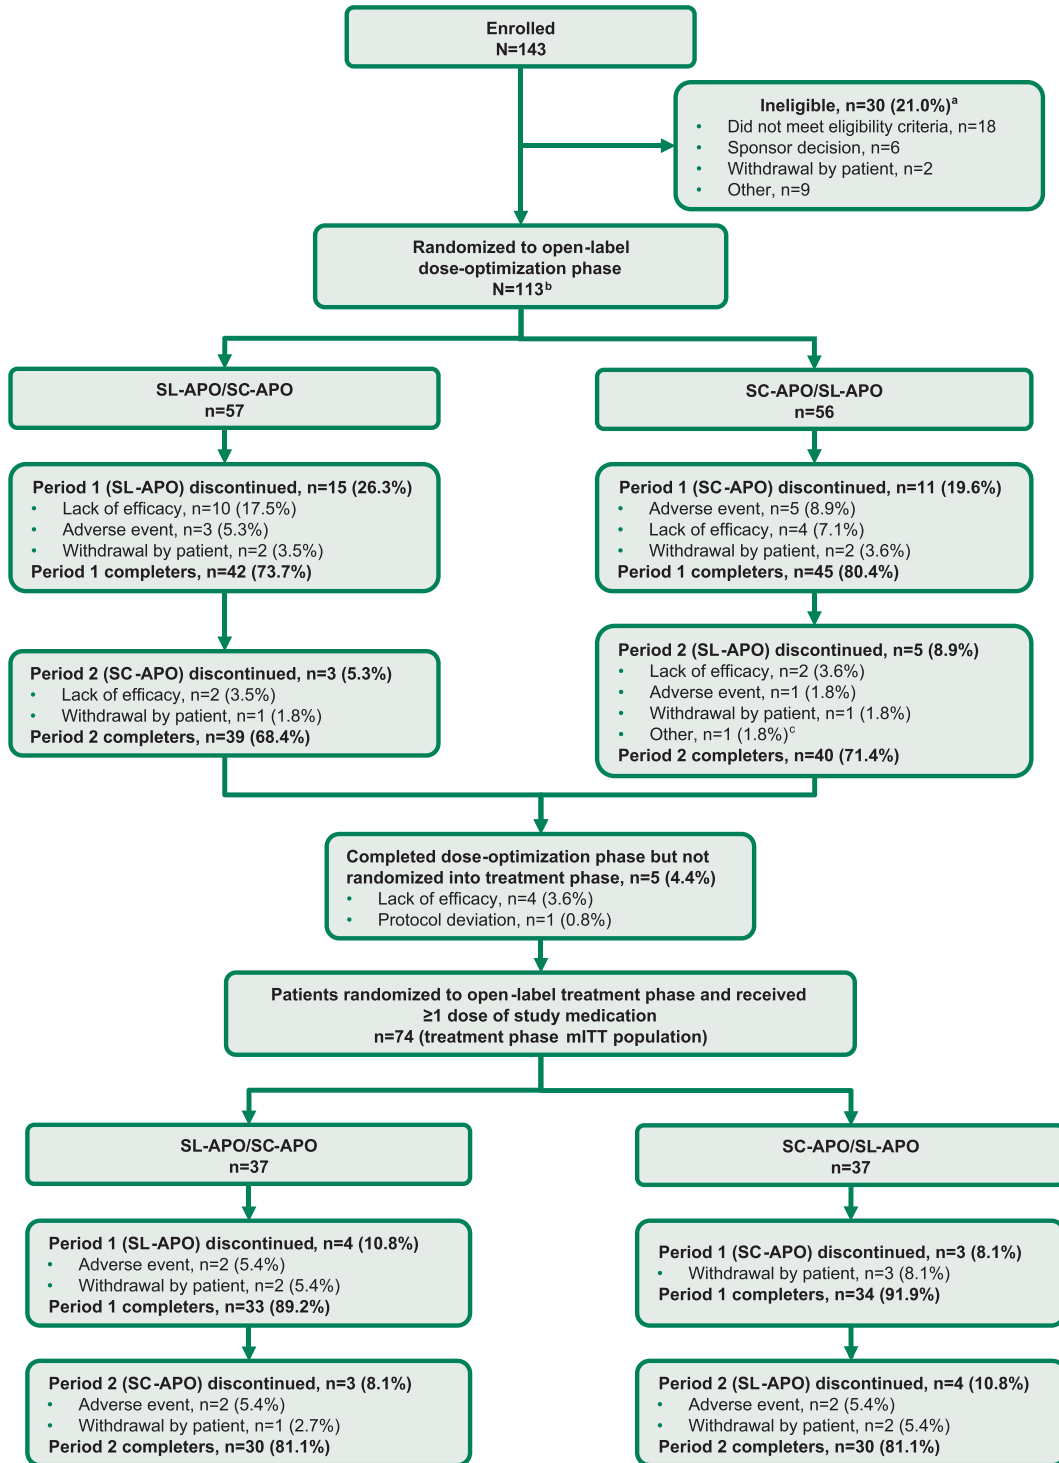 Enrolled
N=143
Ineligible, n=30 (21.0%)ᵃ
• Did not meet eligibility criteria, n=18
• Sponsor decision, n=6
• Withdrawal by patient, n=2
• Other, n=9
Randomized to open-label
dose-optimization phase
N=113ᵇ
SL-APO/SC-APO
n=57
SC-APO/SL-APO
n=56
Period 1 (SL-APO) discontinued, n=15 (26.3%)
• Lack of efficacy, n=10 (17.5%)
• Adverse event, n=3 (5.3%)
• Withdrawal by patient, n=2 (3.5%)
Period 1 completers, n=42 (73.7%)
Period 1 (SC-APO) discontinued, n=11 (19.6%)
• Adverse event, n=5 (8.9%)
• Lack of efficacy, n=4 (7.1%)
• Withdrawal by patient, n=2 (3.6%)
Period 1 completers, n=45 (80.4%)
Period 2 (SC-APO) discontinued, n=3 (5.3%)
• Lack of efficacy, n=2 (3.5%)
• Withdrawal by patient, n=1 (1.8%)
Period 2 completers, n=39 (68.4%)
Period 2 (SL-APO) discontinued, n=5 (8.9%)
• Lack of efficacy, n=2 (3.6%)
• Adverse event, n=1 (1.8%)
• Withdrawal by patient, n=1 (1.8%)
• Other, n=1 (1.8%)ᶜ
Period 2 completers, n=40 (71.4%)
Completed dose-optimization phase but not
randomized into treatment phase, n=5 (4.4%)
• Lack of efficacy, n=4 (3.6%)
• Protocol deviation, n=1 (0.8%)
Patients randomized to open-label treatment phase and received
≥1 dose of study medication
n=74 (treatment phase mITT population)
SL-APO/SC-APO
n=37
SC-APO/SL-APO
n=37
Period 1 (SL-APO) discontinued, n=4 (10.8%)
• Adverse event, n=2 (5.4%)
• Withdrawal by patient, n=2 (5.4%)
Period 1 completers, n=33 (89.2%)
Period 1 (SC-APO) discontinued, n=3 (8.1%)
• Withdrawal by patient, n=3 (8.1%)
Period 1 completers, n=34 (91.9%)
Period 2 (SC-APO) discontinued, n=3 (8.1%)
• Adverse event, n=2 (5.4%)
• Withdrawal by patient, n=1 (2.7%)
Period 2 completers, n=30 (81.1%)
Period 2 (SL-APO) discontinued, n=4 (10.8%)
• Adverse event, n=2 (5.4%)
• Withdrawal by patient, n=2 (5.4%)
Period 2 completers, n=30 (81.1%)